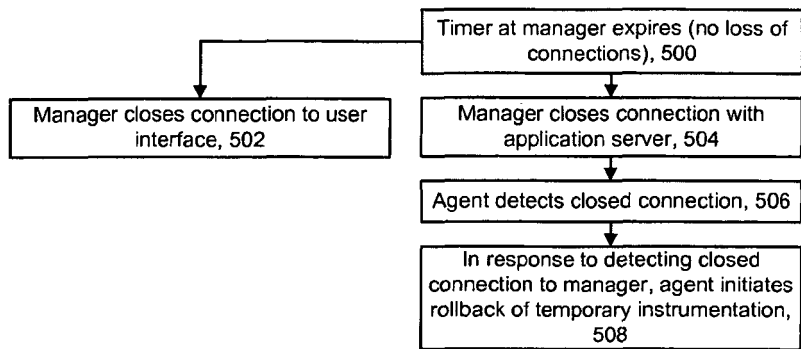 Timer at manager expires (no loss of
connections), 500
Manager closes connection to user
interface, 502
Manager closes connection with
application server, 504
Agent detects closed connection, 506
In response to detecting closed
connection to manager, agent initiates
rollback of temporary instrumentation,
508